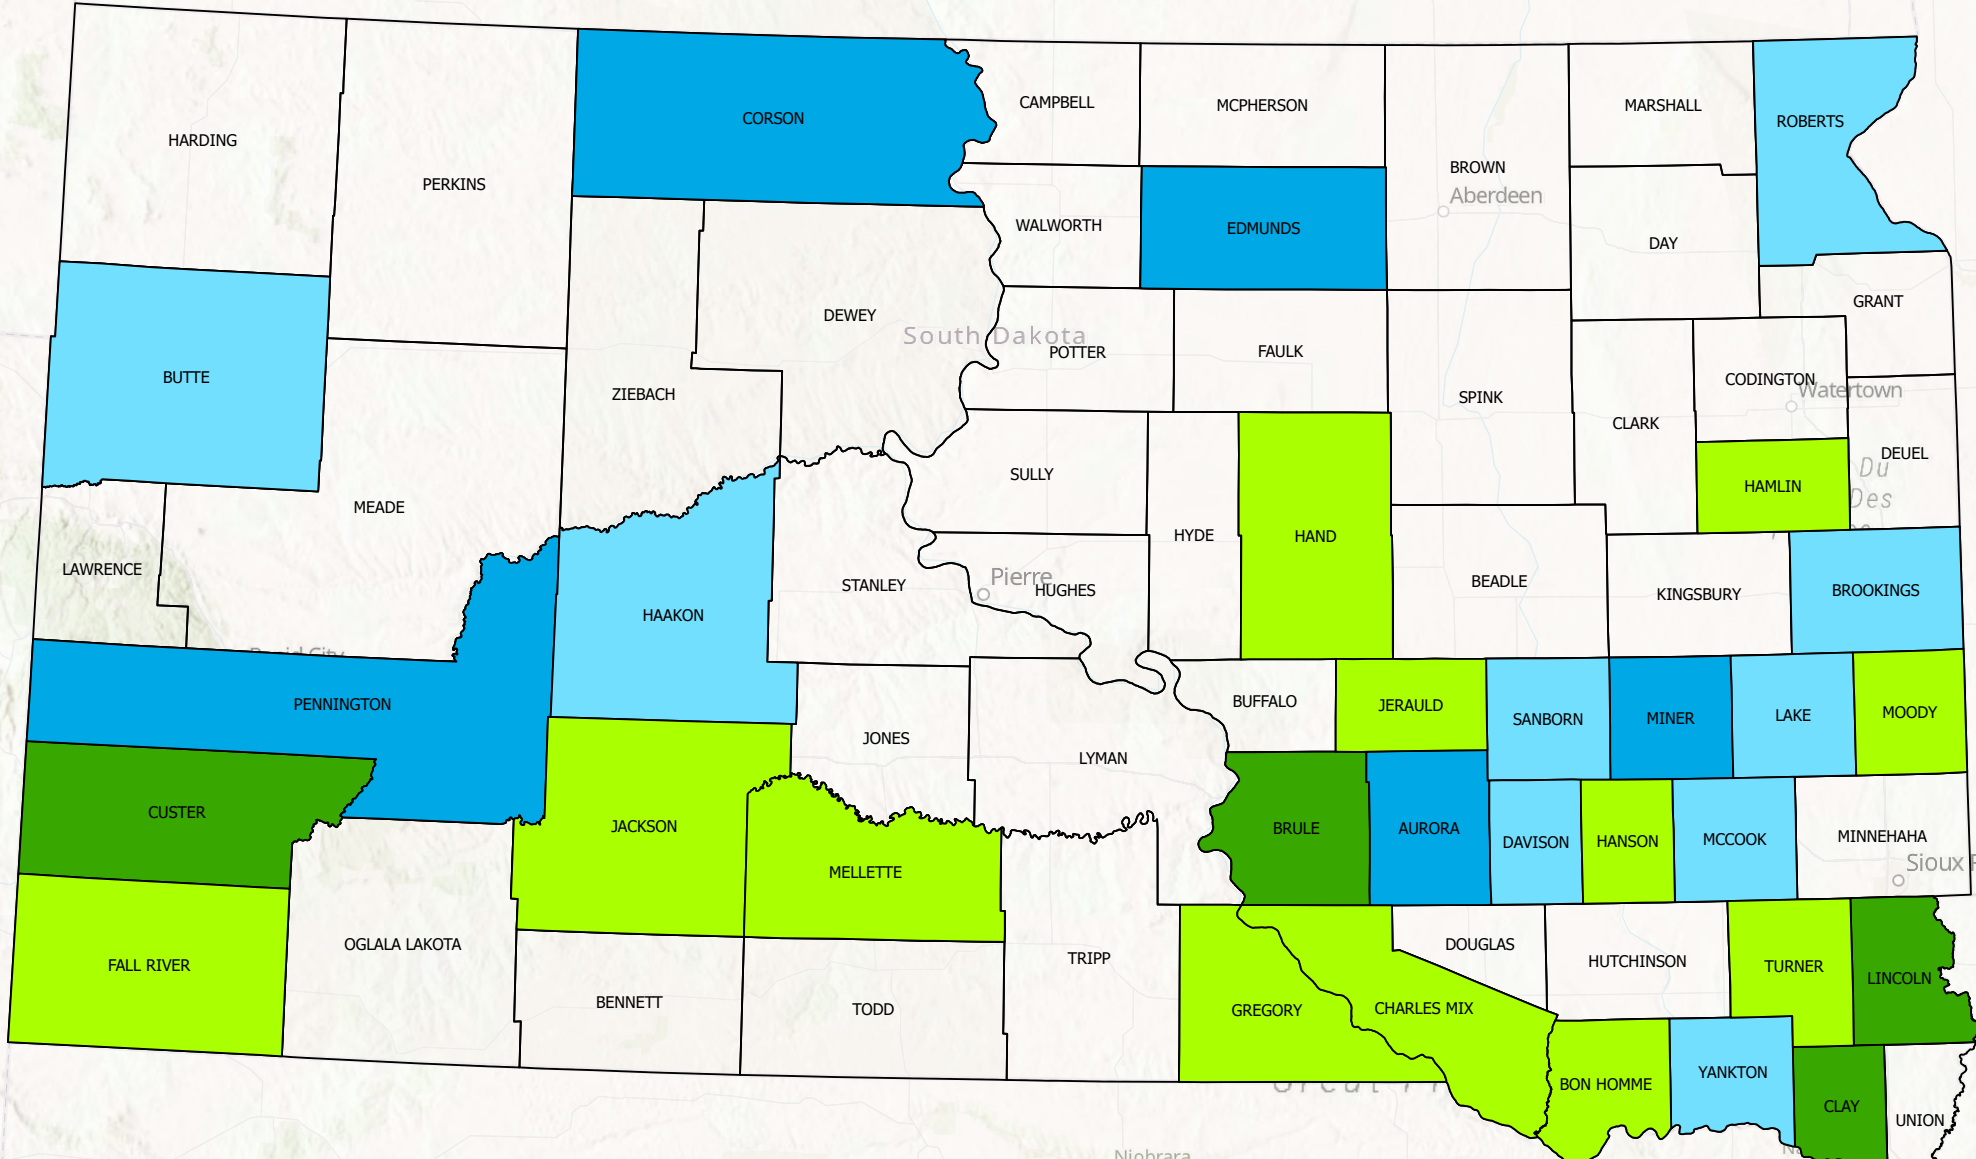 CORSON
CAMPBELL
MCPHERSON
MARSHALL
ROBERTS
HARDING
PERKINS
BROWN
Aberdeen
WALWORTH
EDMUNDS
DAY
GRANT
DEWEY
South Dakota
POTTER
FAULK
BUTTE
ZIEBACH
SPINK
CODINGTON
Watertown
CLARK
DEUEL
Du
Des
MEADE
SULLY
HYDE
HAND
HAMLIN
LAWRENCE
HAAKON
STANLEY
Pierre
HUGHES
BEADLE
KINGSBURY
BROOKINGS
Rapid City
PENNINGTON
JONES
LYMAN
BUFFALO
JERAULD
SANBORN
MINER
LAKE
MOODY
CUSTER
JACKSON
MELLETTE
BRULE
AURORA
DAVISON
HANSON
MCCOOK
MINNEHAHA
Sioux F
FALL RIVER
OGLALA LAKOTA
BENNETT
TODD
TRIPP
GREGORY
CHARLES MIX
DOUGLAS
HUTCHINSON
TURNER
LINCOLN
BON HOMME
YANKTON
CLAY
UNION
Niobrara